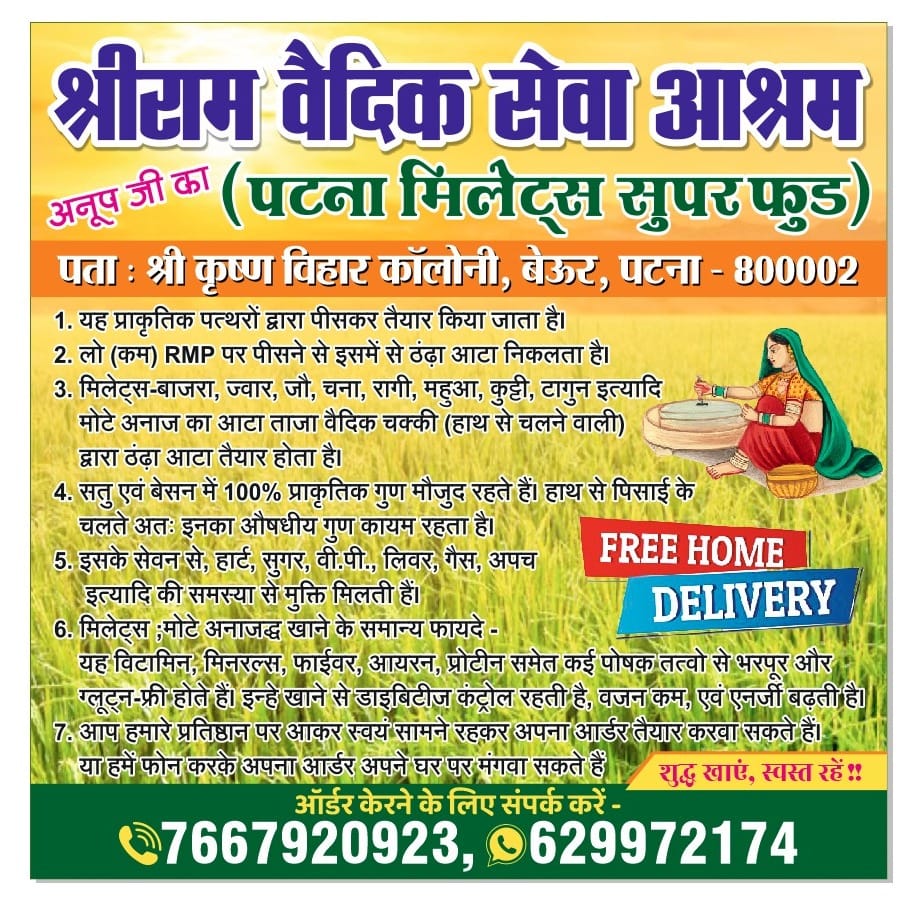 श्रीराम वैदिक सेवा आश्रम
अनूप जी का (पटना मिलेट्स सुपर फुड)
पता : श्री कृष्ण विहार कॉलोनी, बेऊर, पटना - 800002
1. यह प्राकृतिक पत्थरों द्वारा पीसकर तैयार किया जाता है।
2. लो (कम) RMP पर पीसने से इसमें से ठंढ़ा आटा निकलता है।
3. मिलेट्स-बाजरा, ज्वार, जौ, चना, रागी, महुआ, कुट्टी, टागुन इत्यादि
मोटे अनाज का आटा ताजा वैदिक चक्की (हाथ से चलने वाली)
द्वारा ठंढ़ा आटा तैयार होता है।
4. सतु एवं बेसन में 100% प्राकृतिक गुण मौजुद रहते हैं। हाथ से पिसाई के
चलते अतः इनका औषधीय गुण कायम रहता है।
5. इसके सेवन से, हार्ट, सुगर, वी.पी., लिवर, गैस, अपच
इत्यादि की समस्या से मुक्ति मिलती हैं।
FREE HOME
DELIVERY
6. मिलेट्स ;मोटे अनाजद्ध खाने के समान्य फायदे -
यह विटामिन, मिनरल्स, फाईवर, आयरन, प्रोटीन समेत कई पोषक तत्वो से भरपूर और
ग्लूट्न-फ्री होते हैं। इन्हे खाने से डाइबिटीज कंट्रोल रहती है, वजन कम, एवं एनर्जी बढ़ती है।
7. आप हमारे प्रतिष्ठान पर आकर स्वयं सामने रहकर अपना आर्डर तैयार करवा सकते हैं।
या हमें फोन करके अपना आर्डर अपने घर पर मंगवा सकते हैं
शुद्ध खाएं, स्वस्त रहें !!
ऑर्डर केरने के लिए संपर्क करें -
7667920923, 629972174